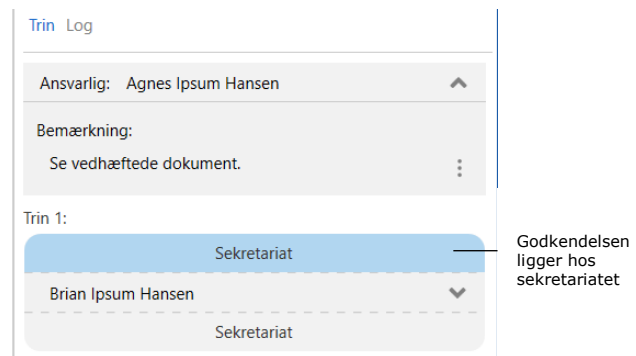 Trin Log
Ansvarlig: Agnes Ipsum Hansen
Bemærkning:
Se vedhæftede dokument.
Trin 1:
Sekretariat
Brian Ipsum Hansen
Sekretariat
Godkendelsen
ligger hos
sekretariatet